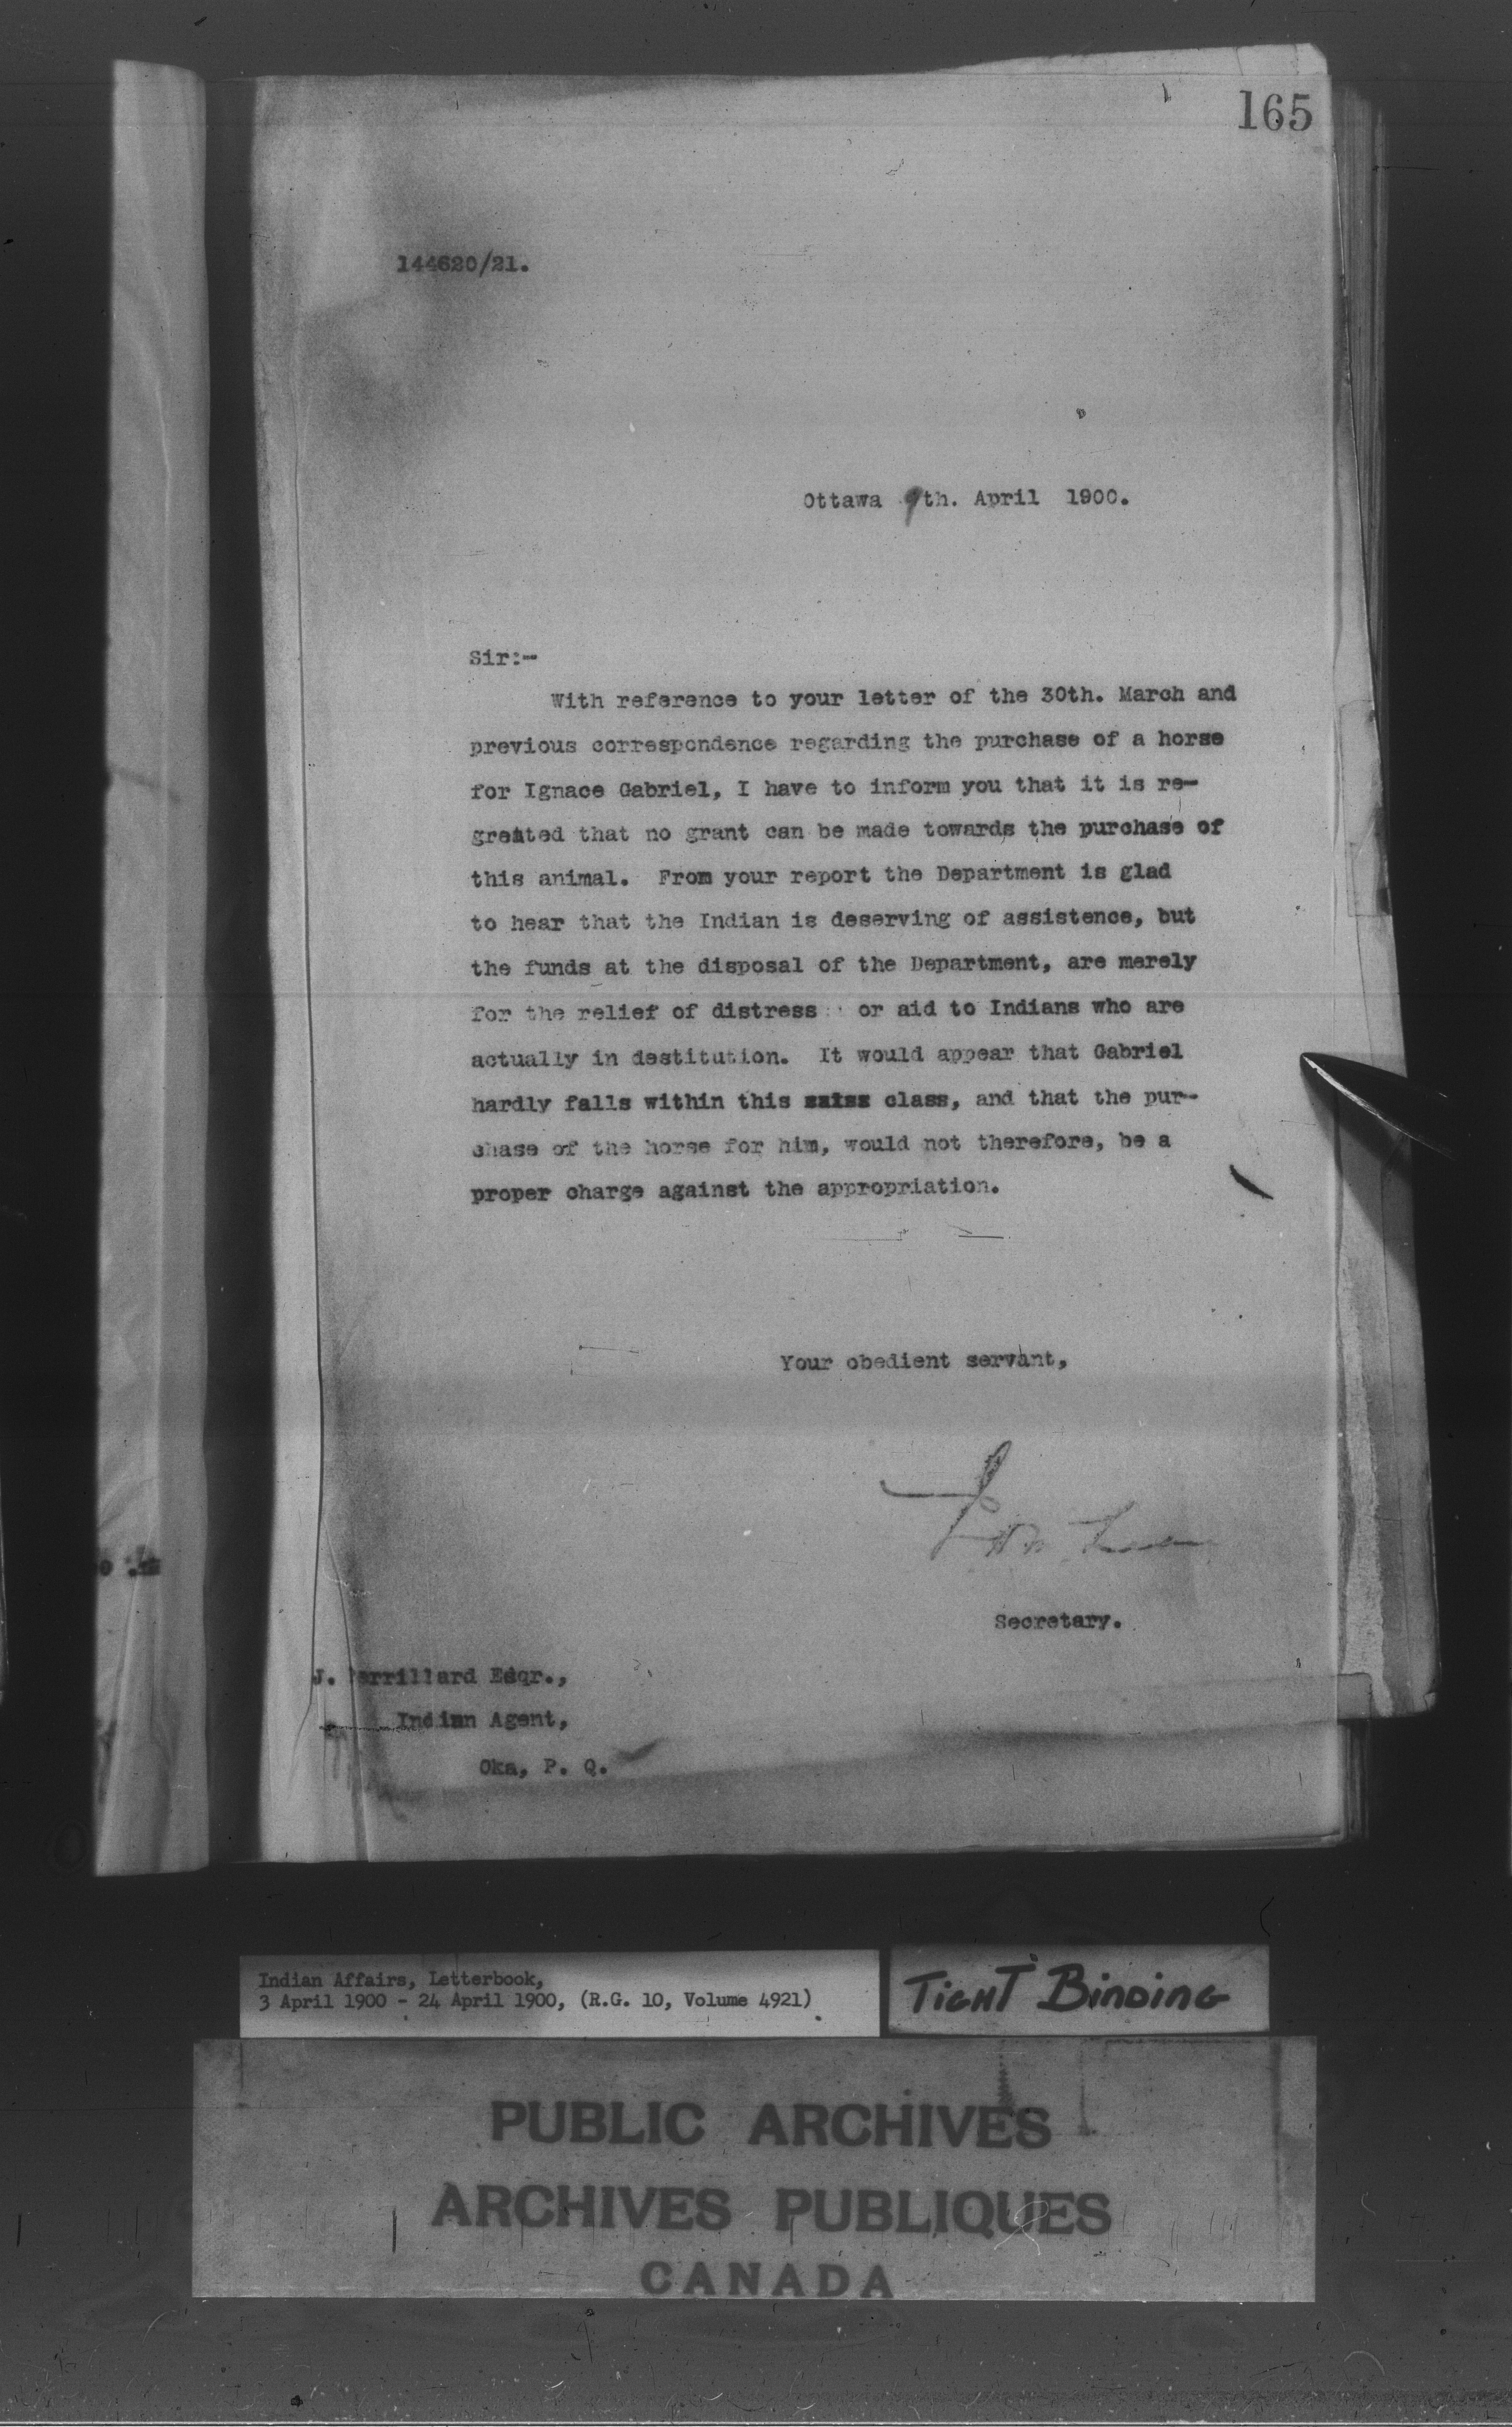 165
144620/21.
Ottawa 9th. April 1900.
Sir:-
With reference to your letter of the 30th. March and
previous correspondence regarding the purchase of a horse
for Ignace Gabriel, I have to inform you that it is re-
greated that no grant can be made towards the purchase of
this animal. From your report the Department is glad
to hear that the Indian is deserving of assistence, but
the funds at the disposal of the Department, are merely
for the relief of distress or aid to Indians who are
actually in destitution. It would appear that Gabriel
hardly falls within this class, and that the pur-
chase of the horse for him, would not therefore, be a
proper charge against the appropriation.
Your obedient servant,
Secretary.
J. Esqr.,
Indian Agent,
Oka, P. Q.
Indian Affairs, Letterbook,
3 April 1900 - 24 April 1900, (R.G. 10, Volume 4921)
TIGHT BINDING
PUBLIC ARCHIVES
ARCHIVES PUBLIQUES
CANADA